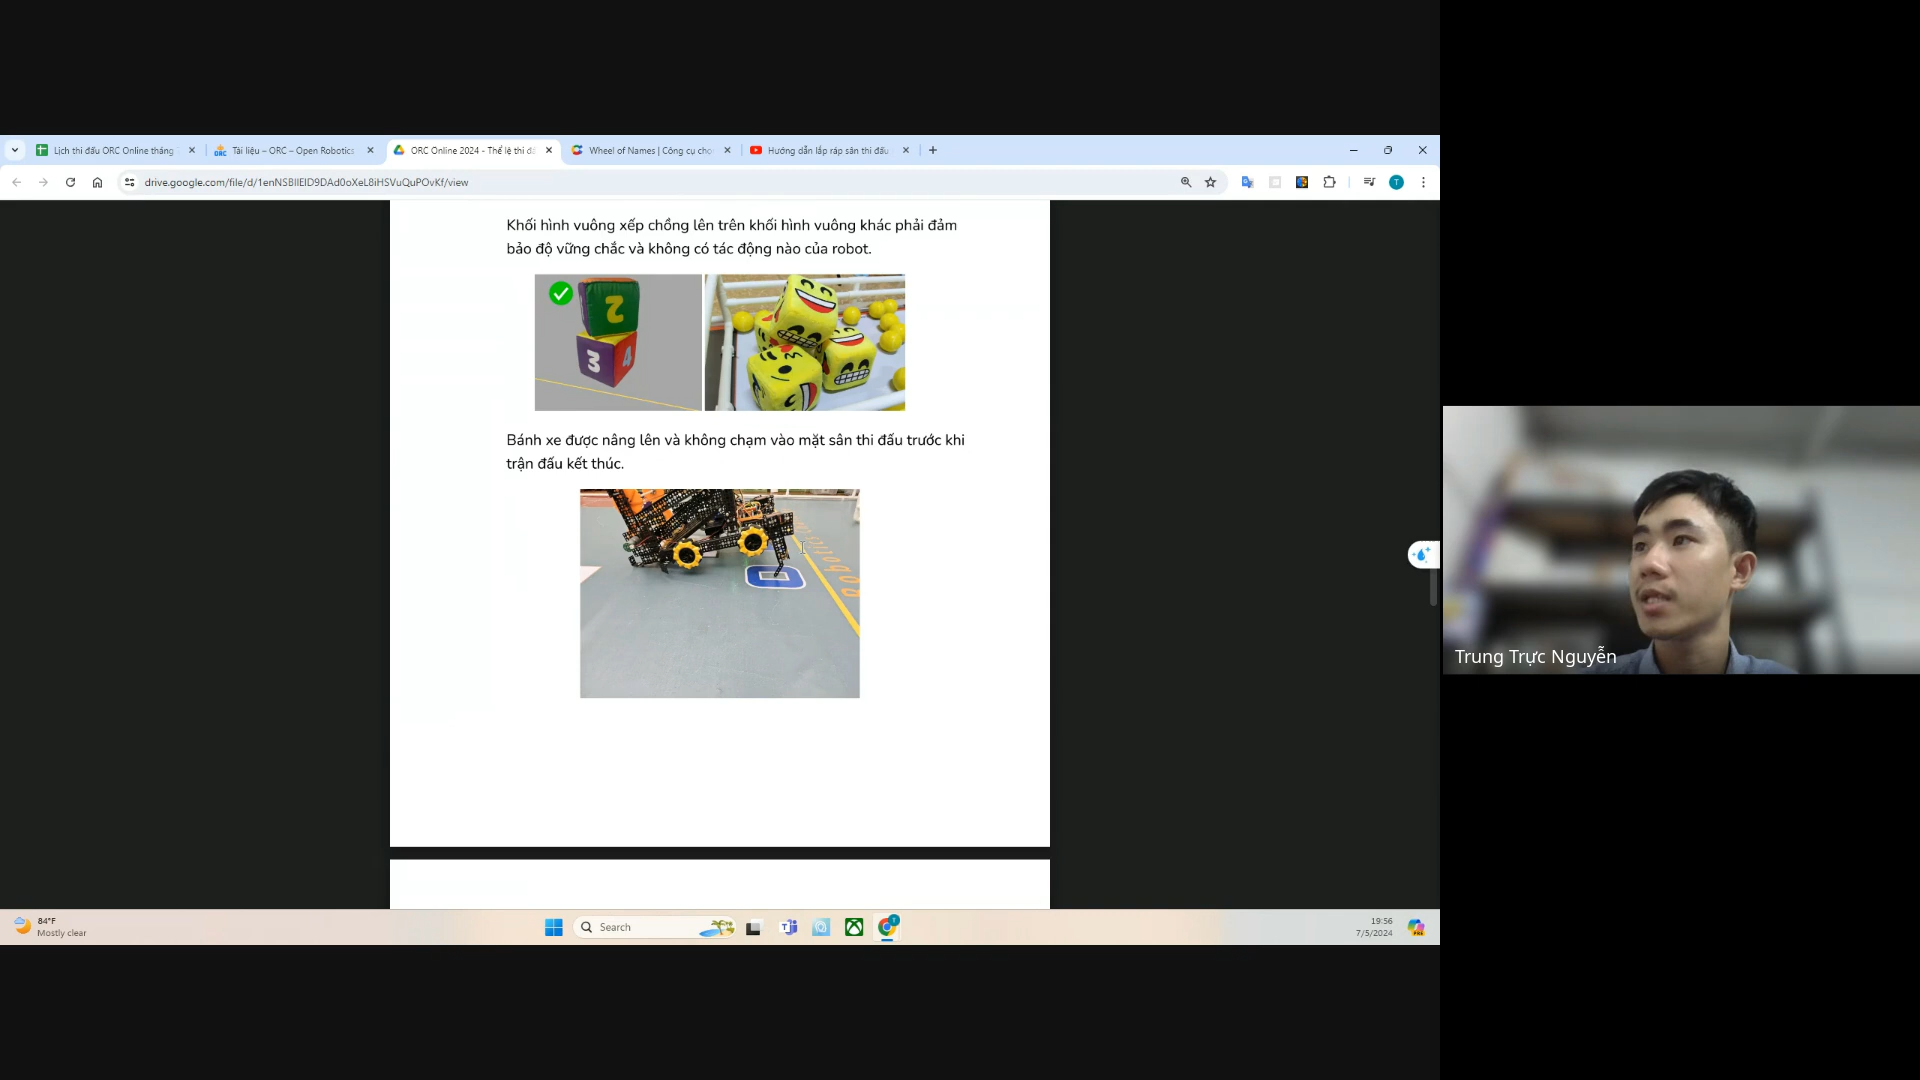 Lịch thi đấu ORC Online tháng
Tài liệu – ORC – Open Robotics
ORC Online 2024 - Thể lệ thi đấ
Wheel of Names | Công cụ cho
Hướng dẫn lắp ráp sân thi đấu
drive.google.com/file/d/1enNSBIlEID9DAd0oXeL8iHSVuQuPOvKf/view
T
Khối hình vuông xếp chồng lên trên khối hình vuông khác phải đảm
bảo độ vững chắc và không có tác động nào của robot.
2
3 4
Bánh xe được nâng lên và không chạm vào mặt sân thi đấu trước khi
trận đấu kết thúc.
Trung Trực Nguyễn
84°F
Mostly clear
Search
19:56
7/5/2024